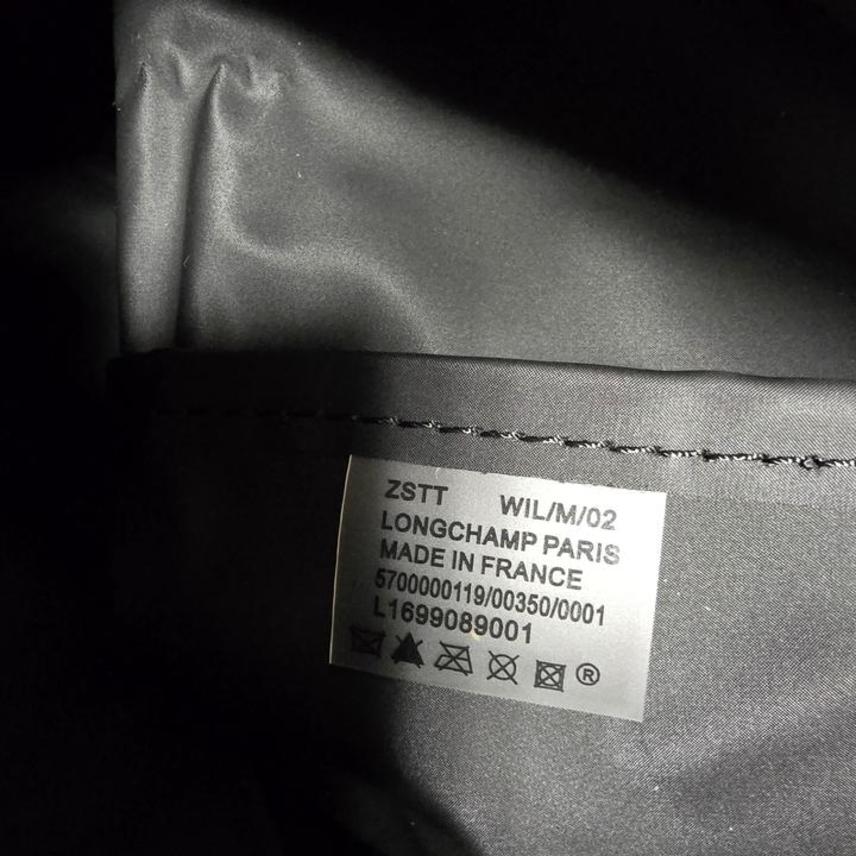 ZSTT WIL/M/02
LONGCHAMP PARIS
MADE IN FRANCE
5700000119/00350/0001
L1699089001
®